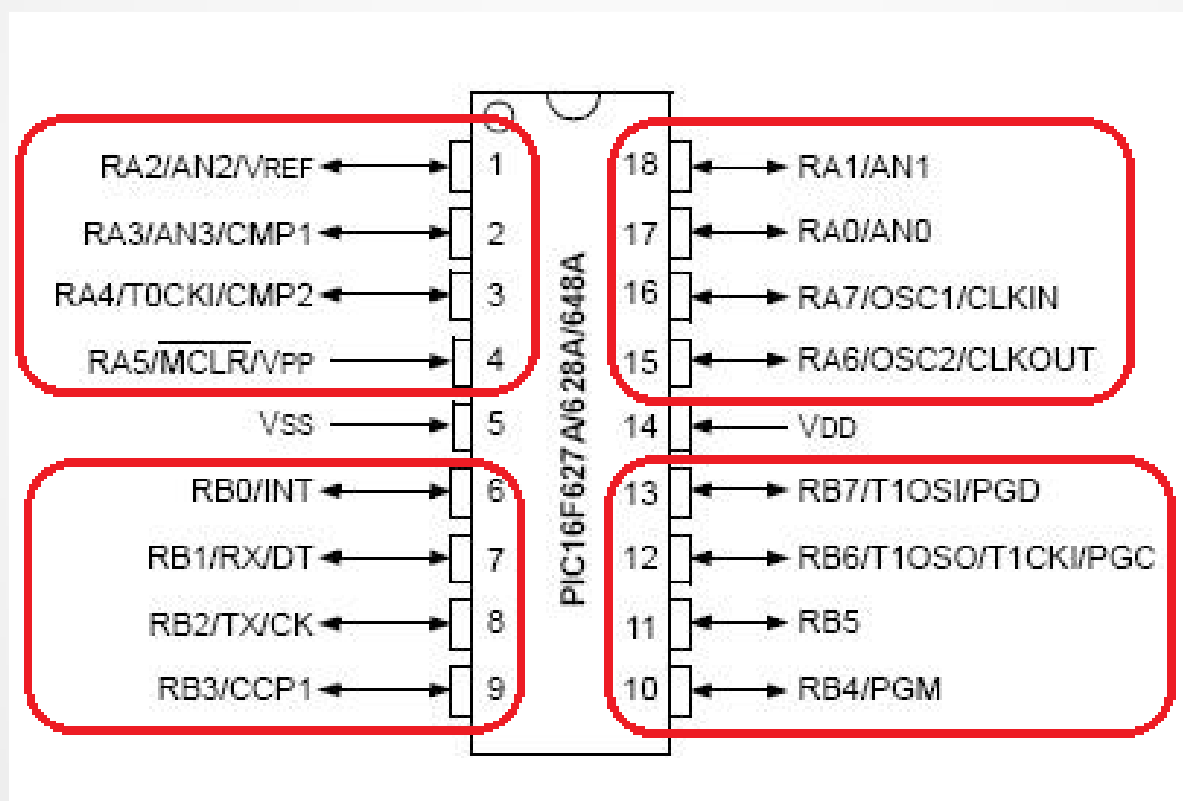 RA2/AN2/VREF 1 18 RA1/AN1
RA3/AN3/CMP1 2 17 RA0/AN0
RA4/T0CKI/CMP2 3 16 RA7/OSC1/CLKIN
RA5/MCLR/VPP 4 15 RA6/OSC2/CLKOUT
VSS 5 14 VDD
RB0/INT 6 13 RB7/T1OSI/PGD
RB1/RX/DT 7 12 RB6/T1OSO/T1CKI/PGC
RB2/TX/CK 8 11 RB5
RB3/CCP1 9 10 RB4/PGM
PIC16F627A/628A/648A